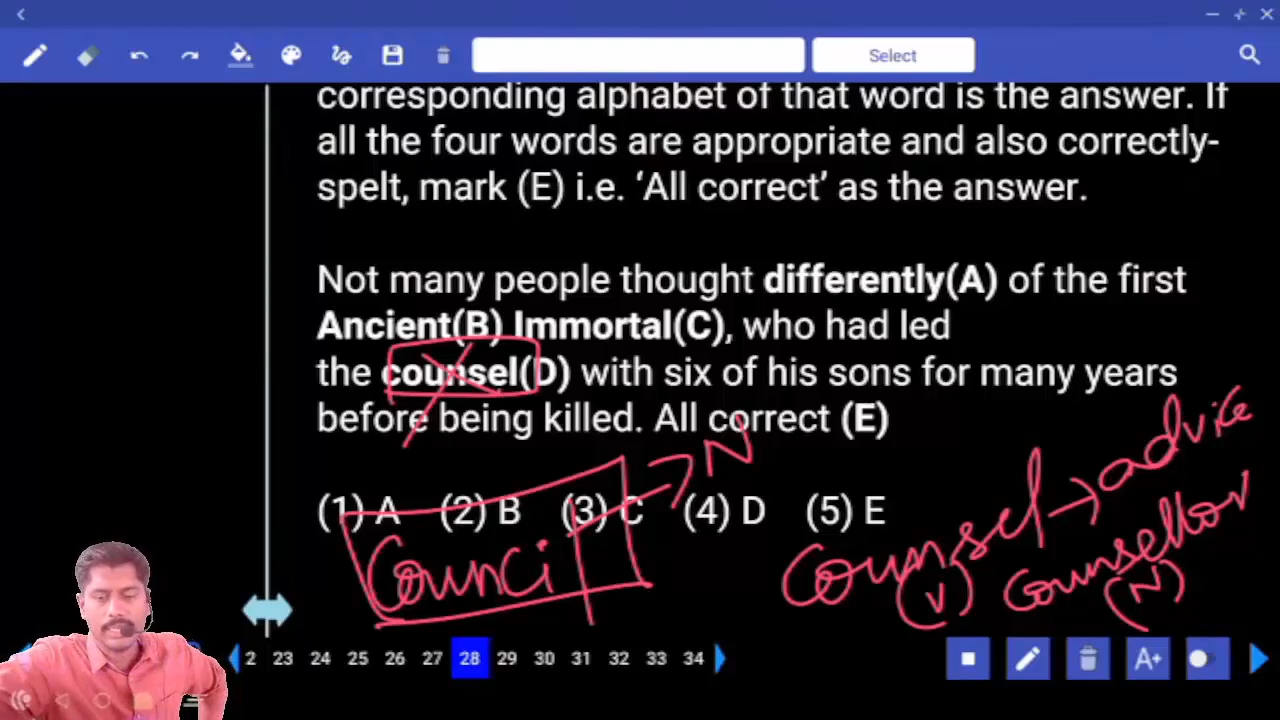 Select
corresponding alphabet of that word is the answer. If
all the four words are appropriate and also correctly-
spelt, mark (E) i.e. ‘All correct’ as the answer.
Not many people thought differently(A) of the first
Ancient(B) Immortal(C), who had led
the counsel(D) with six of his sons for many years
before being killed. All correct (E)
N
(1) A (2) B (3) C (4) D (5) E
Council
Counsel → advice
(V)
Counsellor
(N)
2 23 24 25 26 27 28 29 30 31 32 33 34
A+